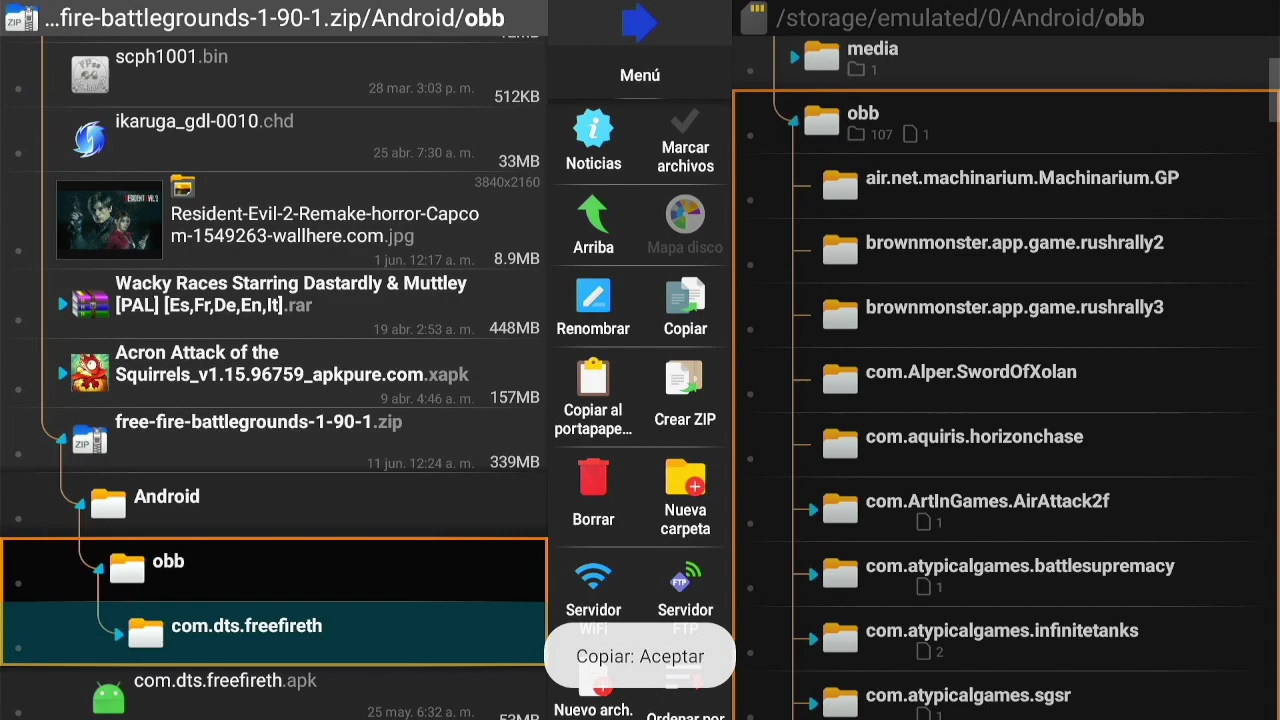 ...fire-battlegrounds-1-90-1.zip/Android/obb
12MB
scph1001.bin
28 mar. 3:03 p. m.
512KB
ikaruga_gdl-0010.chd
25 abr. 7:30 a. m.
33MB
3840x2160
Resident-Evil-2-Remake-horror-Capco
m-1549263-wallhere.com.jpg
1 jun. 12:17 a. m.
8.9MB
Wacky Races Starring Dastardly & Muttley
[PAL] [Es,Fr,De,En,It].rar
19 abr. 2:53 a. m.
448MB
Acron Attack of the
Squirrels_v1.15.96759_apkpure.com.xapk
9 abr. 4:46 a. m.
157MB
free-fire-battlegrounds-1-90-1.zip
ZIP
11 jun. 12:24 a. m.
339MB
Android
obb
com.dts.freefireth
com.dts.freefireth.apk
25 may. 6:32 a. m.
53MB
Menú
Noticias
Marcar
archivos
Arriba
Mapa disco
Renombrar
Copiar
Copiar al
portapape...
Crear ZIP
Borrar
Nueva
carpeta
Servidor
WiFi
FTP
Servidor
FTP
Copiar: Aceptar
Nuevo arch.
Ordenar por
/storage/emulated/0/Android/obb
media
1
obb
107
1
air.net.machinarium.Machinarium.GP
brownmonster.app.game.rushrally2
brownmonster.app.game.rushrally3
com.Alper.SwordOfXolan
com.aquiris.horizonchase
com.ArtInGames.AirAttack2f
1
com.atypicalgames.battlesupremacy
1
com.atypicalgames.infinitetanks
2
com.atypicalgames.sgsr
1